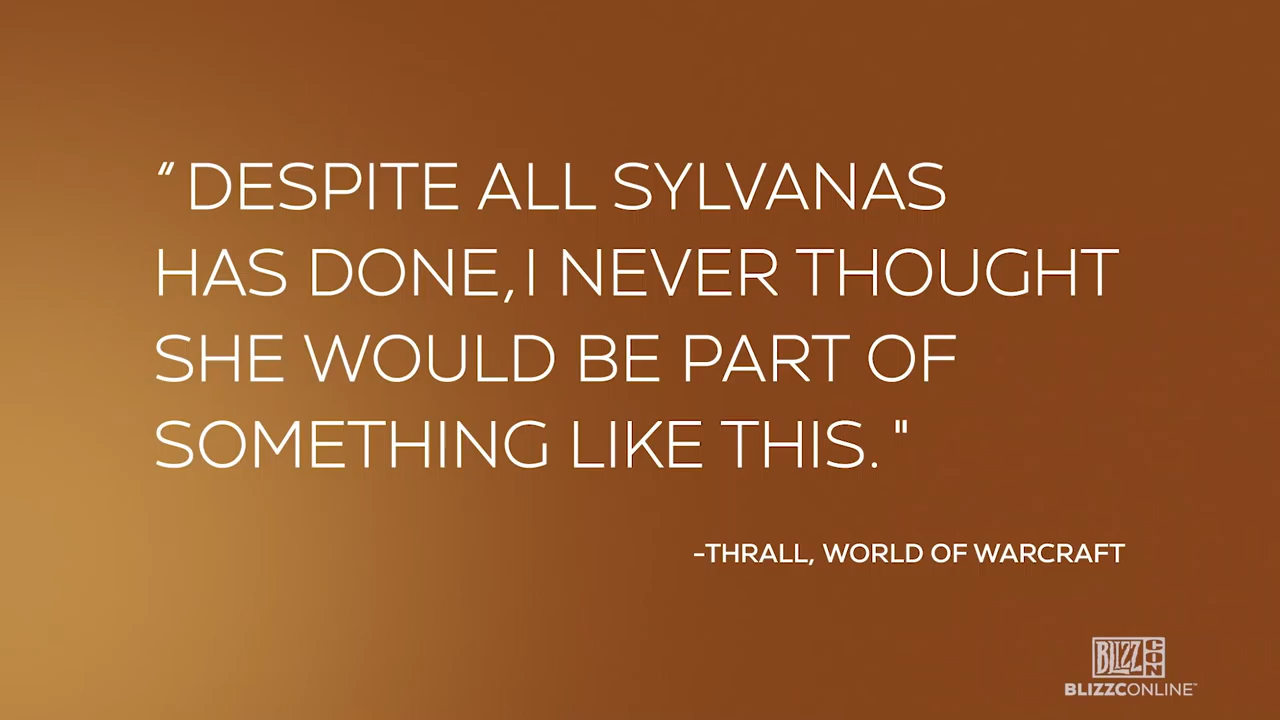 “ DESPITE ALL SYLVANAS
HAS DONE, I NEVER THOUGHT
SHE WOULD BE PART OF
SOMETHING LIKE THIS. "
-THRALL, WORLD OF WARCRAFT
BLIZZ CON
BLIZZCONLINE™